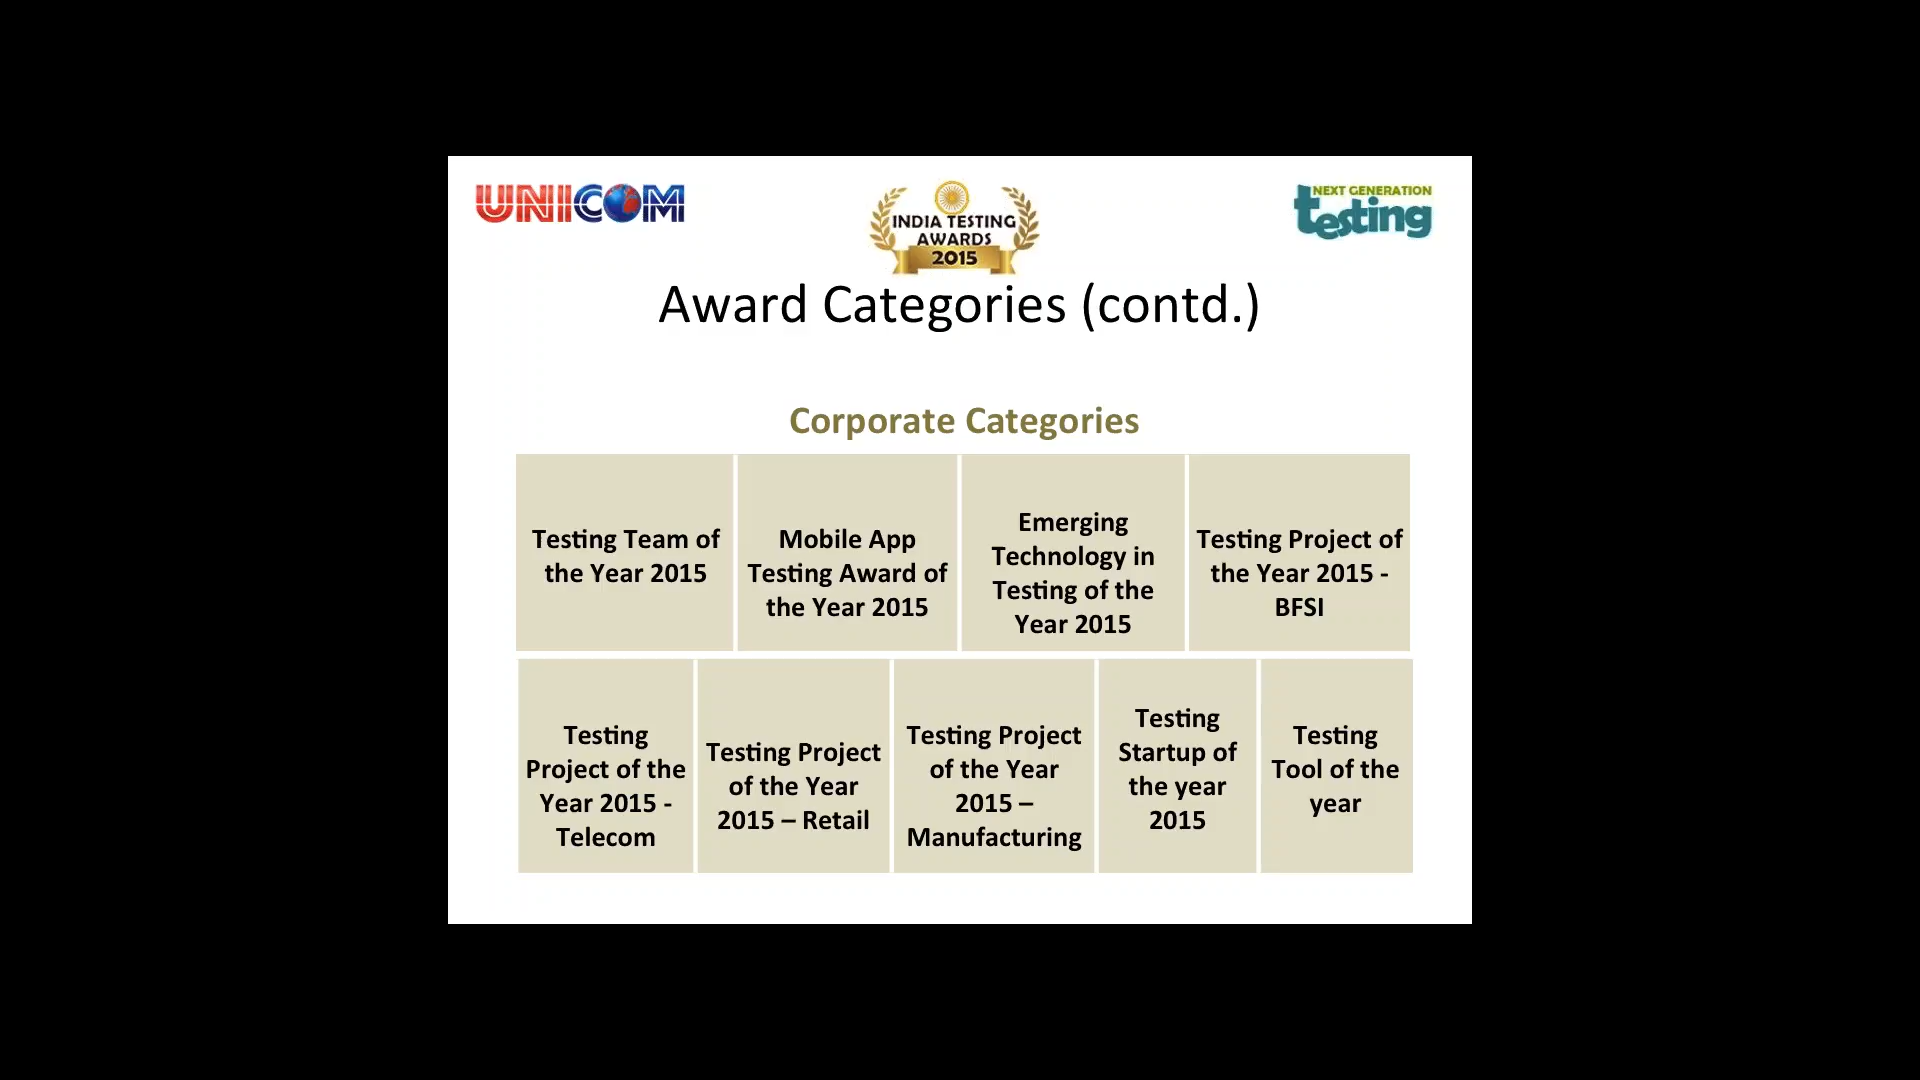 UNICOM
INDIA TESTING
AWARDS
2015
NEXT GENERATION
testing
Award Categories (contd.)
Corporate Categories
Testing Team of
the Year 2015
Mobile App
Testing Award of
the Year 2015
Emerging
Technology in
Testing of the
Year 2015
Testing Project of
the Year 2015 -
BFSI
Testing
Project of the
Year 2015 -
Telecom
Testing Project
of the Year
2015 – Retail
Testing Project
of the Year
2015 –
Manufacturing
Testing
Startup of
the year
2015
Testing
Tool of the
year